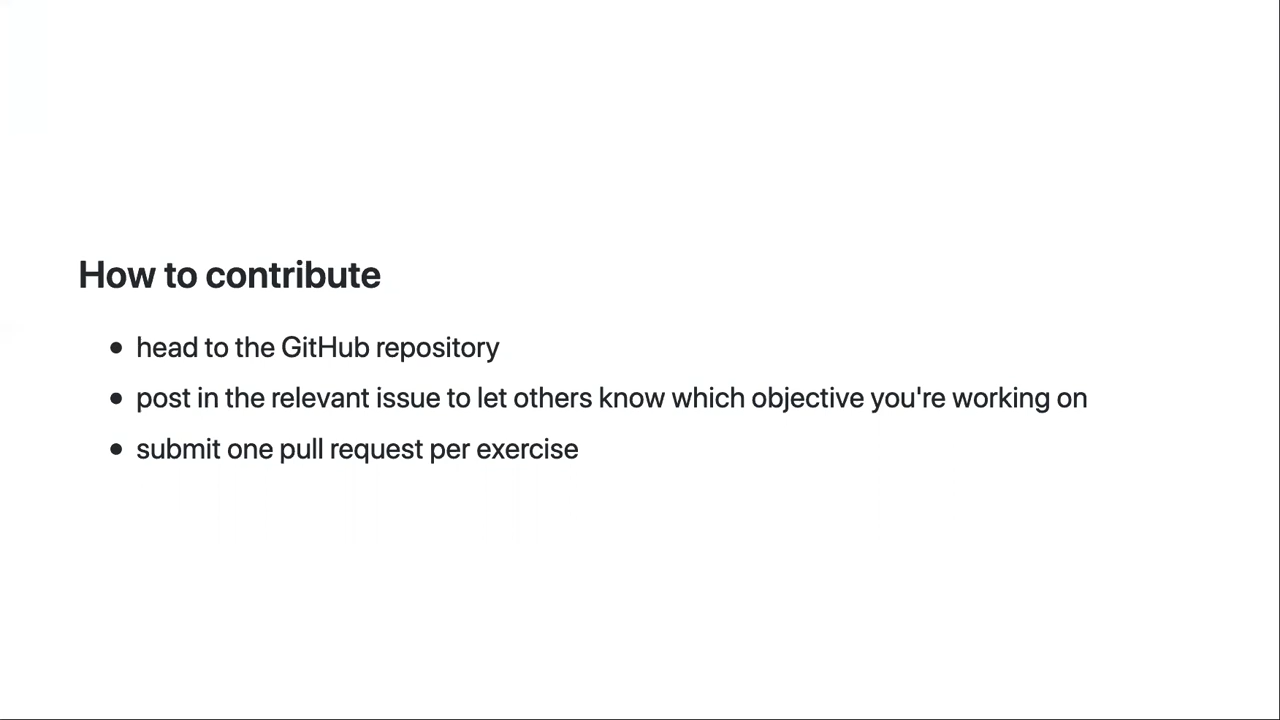 How to contribute
head to the GitHub repository
post in the relevant issue to let others know which objective you're working on
submit one pull request per exercise